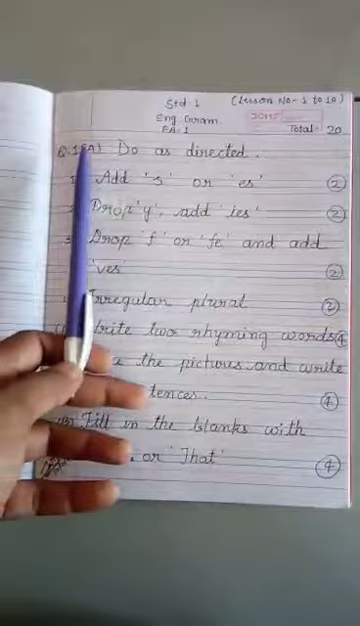 Std 1 (Lesson No- 1 to 10)
Eng. Gram.
F.A-1 Total- 20
Q.1 (A) Do as directed.
Add 's' or 'es' (2)
Drop 'y', add 'ies' (2)
3. Drop 'f' or 'fe' and add
'ves' (2)
Irregular plural (2)
Write two rhyming words (4)
the pictures and write
tences. (4)
Fill in the blanks with
or 'That' (4)